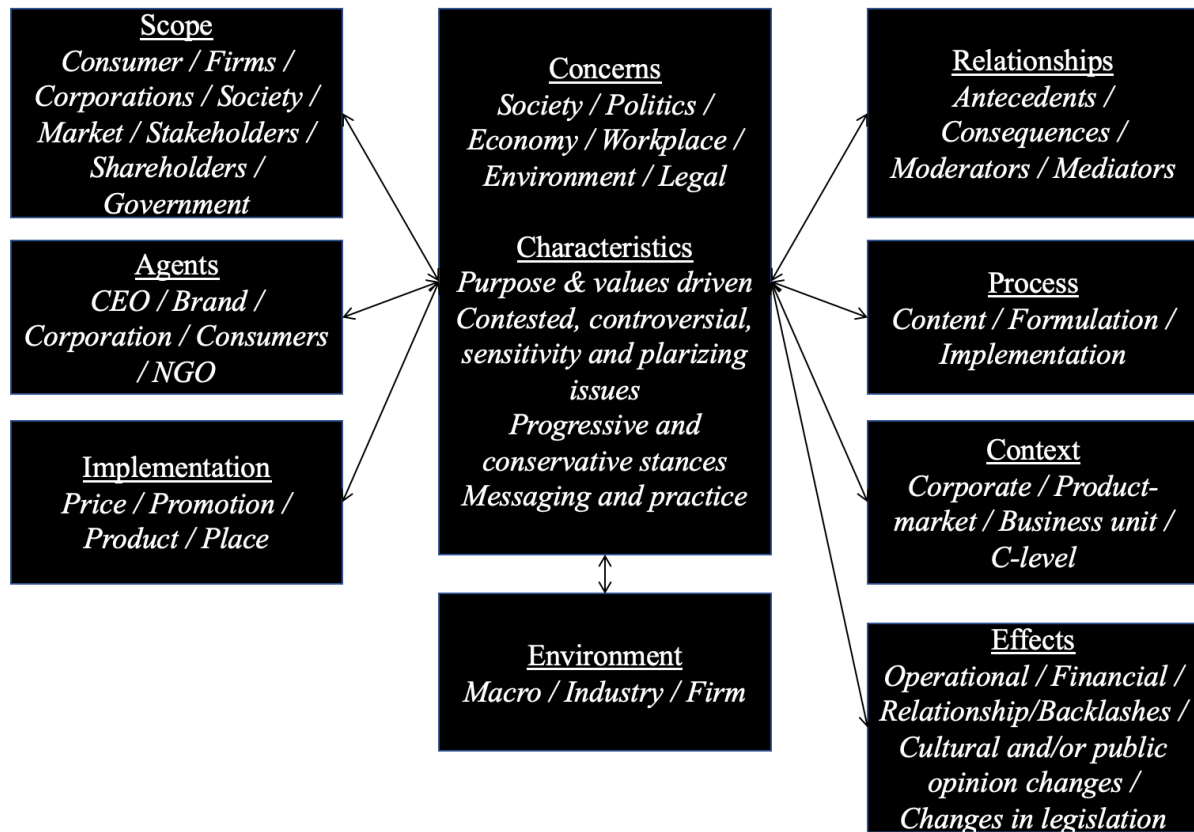 Scope
Consumer / Firms /
Corporations / Society /
Market / Stakeholders /
Shareholders /
Government
Agents
CEO / Brand /
Corporation / Consumers
/ NGO
Implementation
Price / Promotion /
Product / Place
Concerns
Society / Politics /
Economy / Workplace /
Environment / Legal
Characteristics
Purpose & values driven
Contested, controversial,
sensitivity and plarizing
issues
Progressive and
conservative stances
Messaging and practice
Environment
Macro / Industry / Firm
Relationships
Antecedents /
Consequences /
Moderators / Mediators
Process
Content / Formulation /
Implementation
Context
Corporate / Product-
market / Business unit /
C-level
Effects
Operational / Financial /
Relationship/Backlashes /
Cultural and/or public
opinion changes /
Changes in legislation